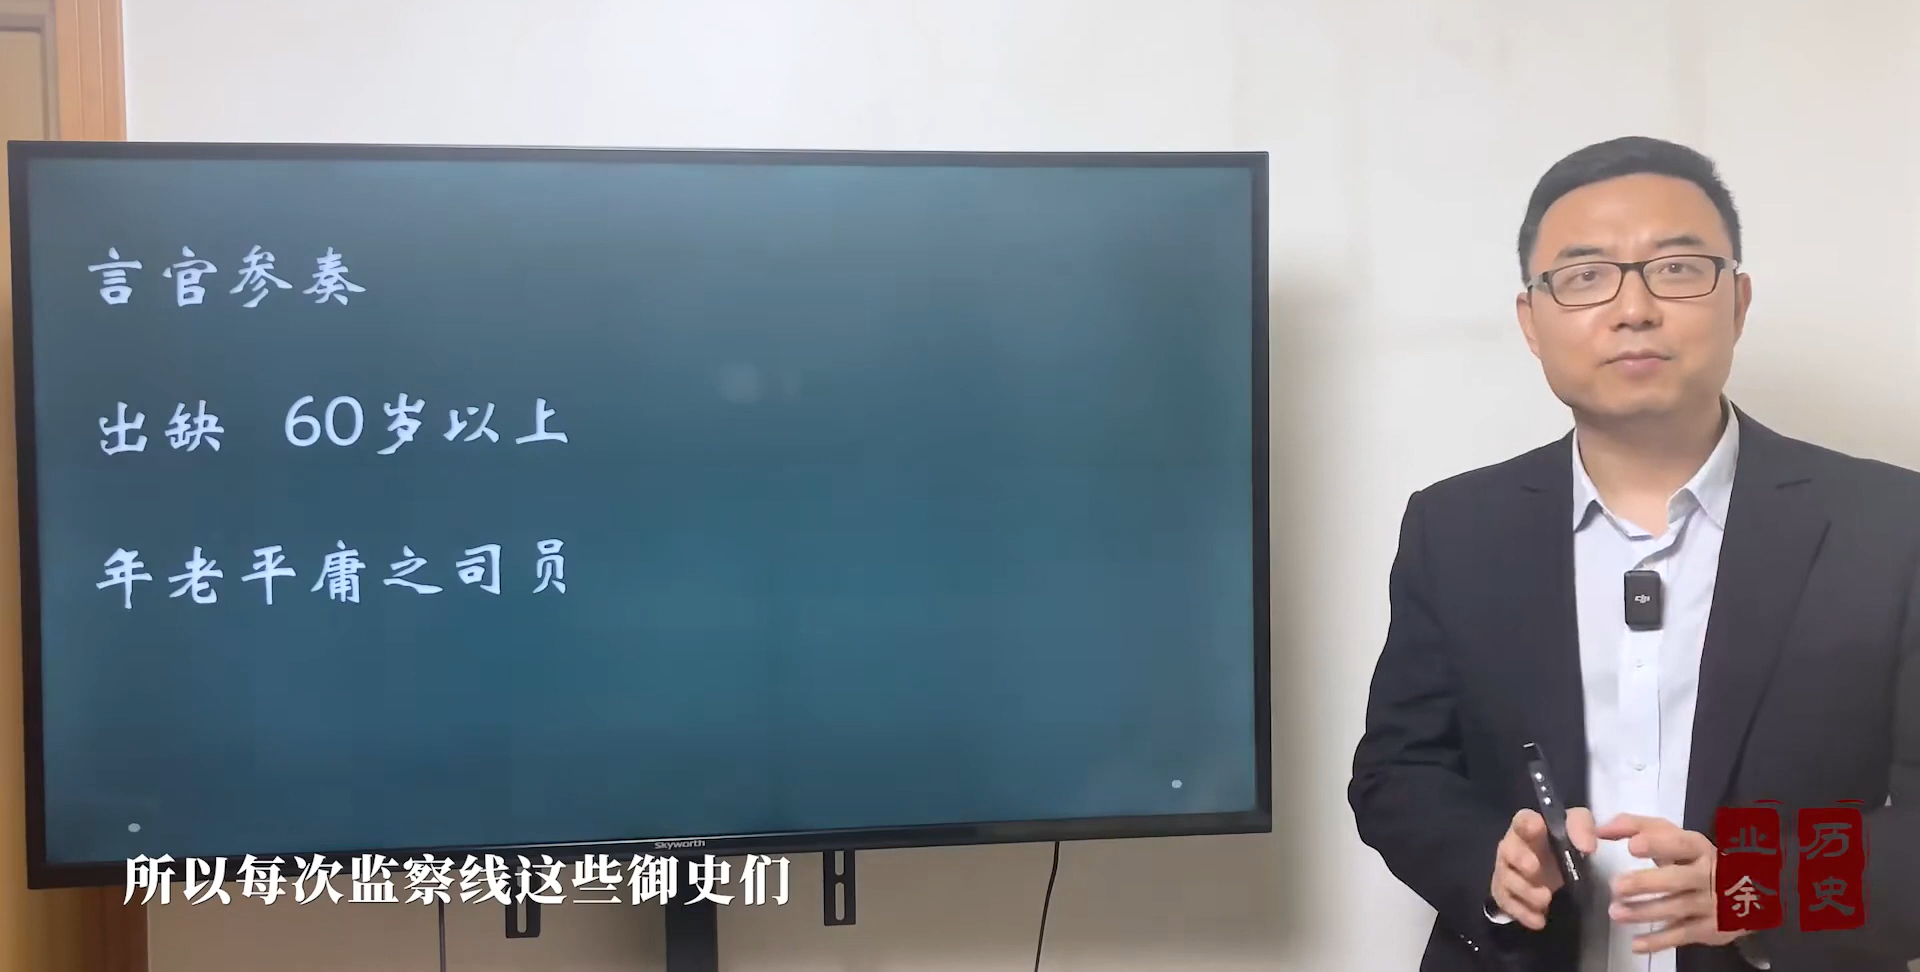 言官参奏
出缺 60岁以上
年老平庸之司员
Skyworth
所以每次监察线这些御史们
dji
业余
历史